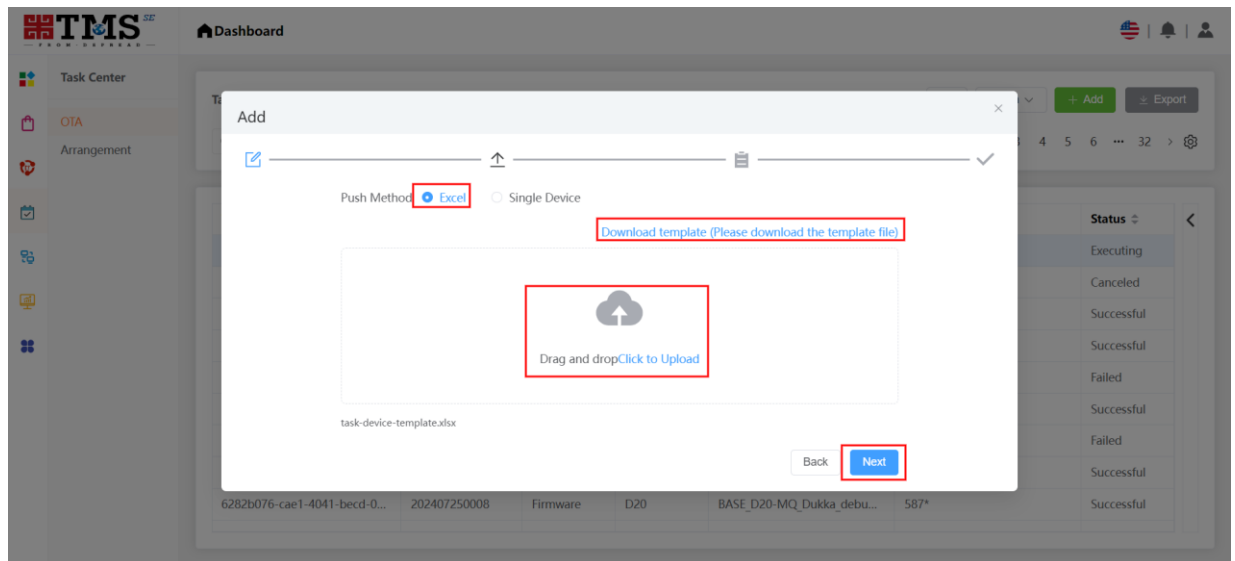 TMS SE
Dashboard
Task Center
OTA
Arrangement
+ Add
Export
4 5 6 ··· 32 >
Add
Push Method Excel Single Device
Download template (Please download the template file)
Drag and dropClick to Upload
task-device-template.xlsx
Back Next
Status
Executing
Canceled
Successful
Successful
Failed
Successful
Failed
Successful
6282b076-cae1-4041-becd-0... 202407250008 Firmware D20 BASE_D20-MQ_Dukka_debu... 587* Successful